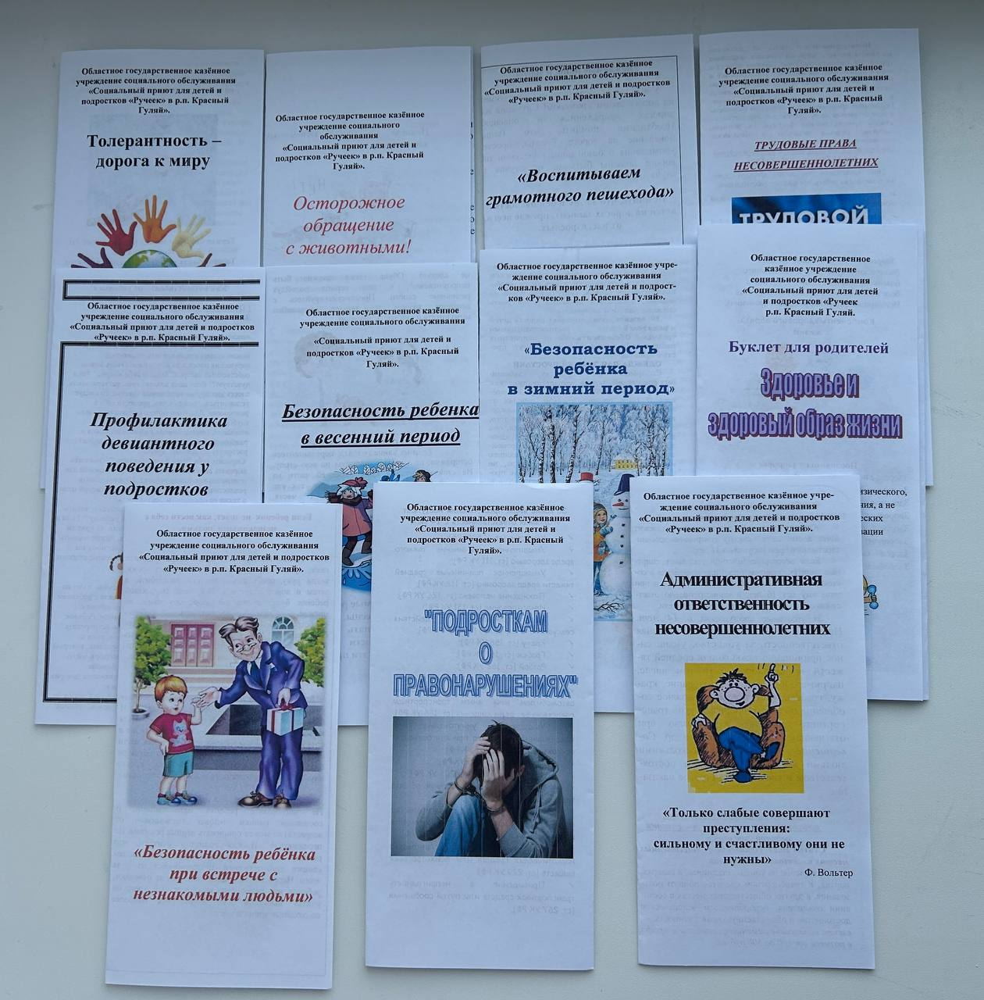 Областное государственное казённое
учреждение социального обслуживания
«Социальный приют для детей и
подростков «Ручеек» в р.п. Красный
Гуляй».
Толерантность –
дорога к миру
Областное государственное казённое
учреждение социального
обслуживания
«Социальный приют для детей и
подростков «Ручеек» в р.п. Красный
Гуляй».
Осторожное
обращение
с животными!
Областное государственное казённое
учреждение социального обслуживания
«Социальный приют для детей и подростков
«Ручеек» в р.п. Красный Гуляй».
«Воспитываем
грамотного пешехода»
Областное государственное казённое
учреждение социального обслуживания
«Социальный приют для детей и
подростков «Ручеек» в р.п. Красный
Гуляй».
ТРУДОВЫЕ ПРАВА
НЕСОВЕРШЕННОЛЕТНИХ
ТРУДОВОЙ
Областное государственное казённое
учреждение социального обслуживания
«Социальный приют для детей и подростков
«Ручеек» в р.п. Красный Гуляй».
Профилактика
девиантного
поведения у
подростков
Областное государственное казённое
учреждение социального обслуживания
«Социальный приют для детей и
подростков «Ручеек» в р.п. Красный
Гуляй».
Безопасность ребенка
в весенний период
Областное государственное казённое учре-
ждение социального обслуживания
«Социальный приют для детей и подрост-
ков «Ручеек» в р.п. Красный Гуляй».
«Безопасность
ребёнка
в зимний период»
Областное государственное
казённое учреждение
социального обслуживания
«Социальный приют для детей
и подростков «Ручеек
р.п. Красный Гуляй.
Буклет для родителей
Здоровье и
здоровый образ жизни
Областное государственное казённое
учреждение социального обслуживания
«Социальный приют для детей и подростков
«Ручеек» в р.п. Красный Гуляй».
«Безопасность ребёнка
при встрече с
незнакомыми людьми»
Областное государственное казённое
учреждение социального обслуживания
«Социальный приют для детей и
подростков «Ручеек» в р.п. Красный
Гуляй».
"ПОДРОСТКАМ
О
ПРАВОНАРУШЕНИЯХ"
Областное государственное казённое учре-
ждение социального обслуживания
«Социальный приют для детей и подростков
«Ручеек» в р.п. Красный Гуляй».
Административная
ответственность
несовершеннолетних
«Только слабые совершают
преступления:
сильному и счастливому они не
нужны»
Ф. Вольтер